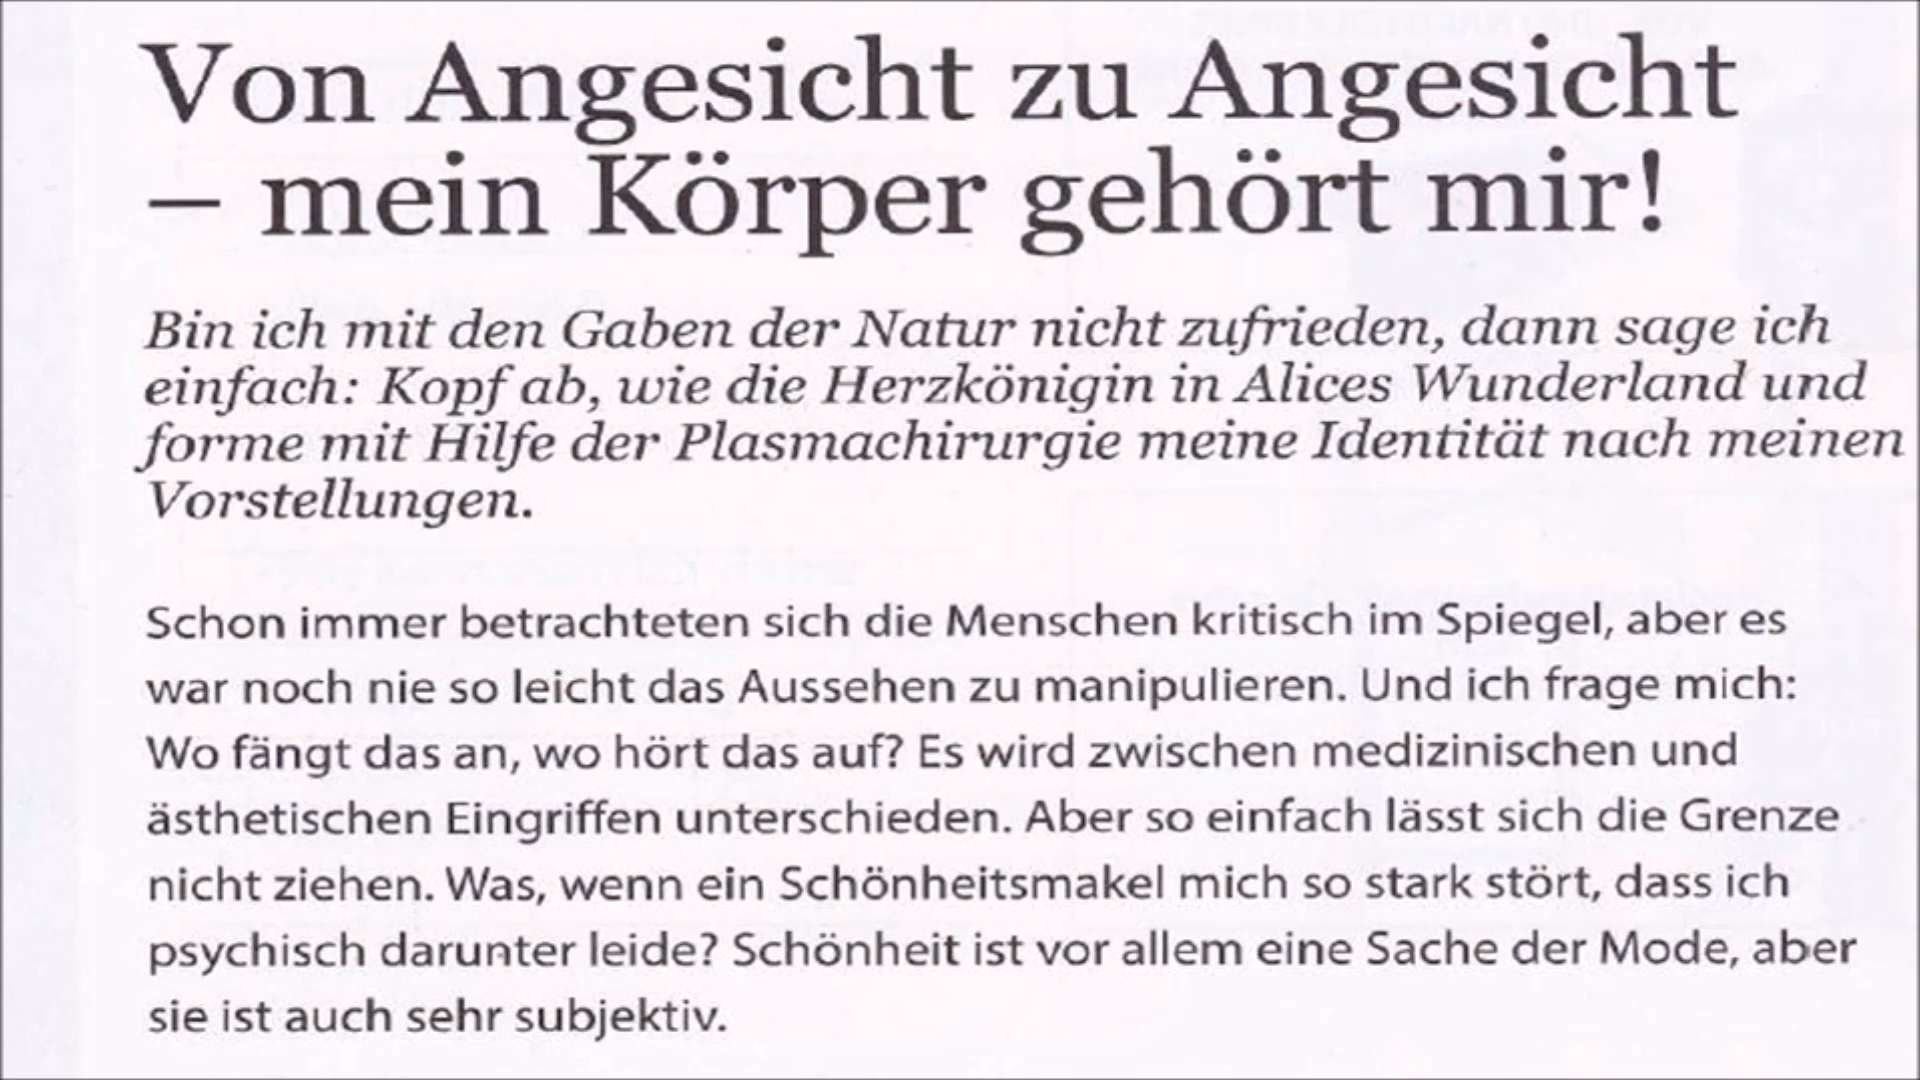 Von Angesicht zu Angesicht
– mein Körper gehört mir!
Bin ich mit den Gaben der Natur nicht zufrieden, dann sage ich
einfach: Kopf ab, wie die Herzkönigin in Alices Wunderland und
forme mit Hilfe der Plasmachirurgie meine Identität nach meinen
Vorstellungen.
Schon immer betrachteten sich die Menschen kritisch im Spiegel, aber es
war noch nie so leicht das Aussehen zu manipulieren. Und ich frage mich:
Wo fängt das an, wo hört das auf? Es wird zwischen medizinischen und
ästhetischen Eingriffen unterschieden. Aber so einfach lässt sich die Grenze
nicht ziehen. Was, wenn ein Schönheitsmakel mich so stark stört, dass ich
psychisch darunter leide? Schönheit ist vor allem eine Sache der Mode, aber
sie ist auch sehr subjektiv.